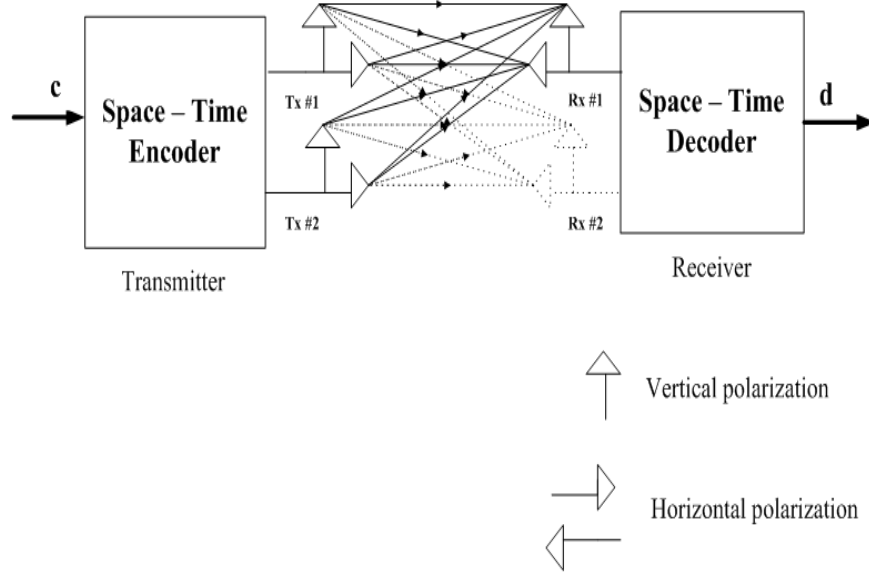 c
Space – Time
Encoder
Tx #1
Tx #2
Transmitter
Rx #1
Rx #2
Space – Time
Decoder
d
Receiver
Vertical polarization
Horizontal polarization